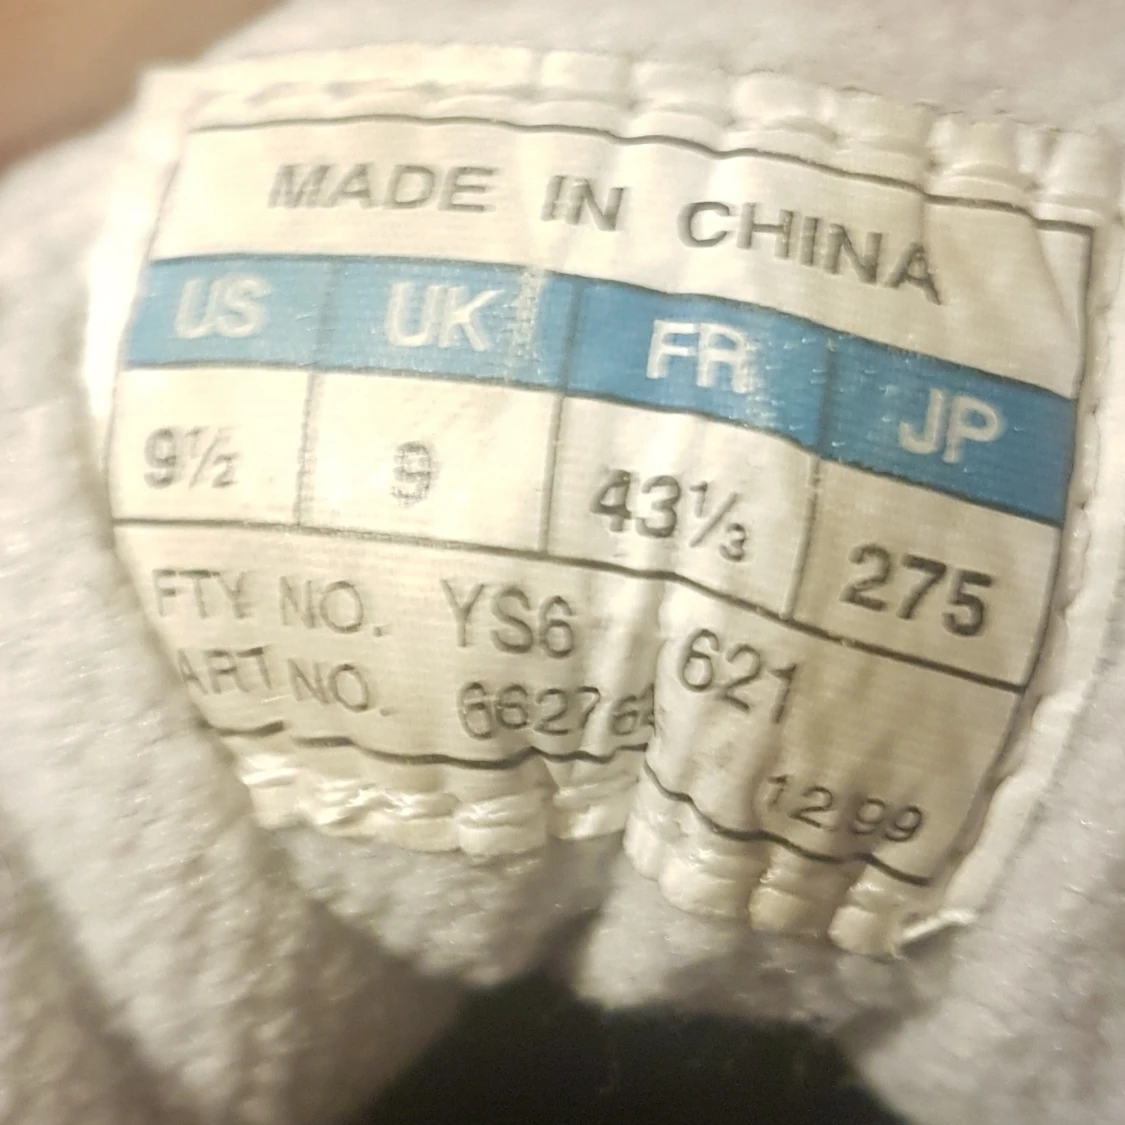 MADE IN CHINA
US UK FR JP
9½ 9 43⅓ 275
FTY NO. YS6 621
ART NO.
12 99